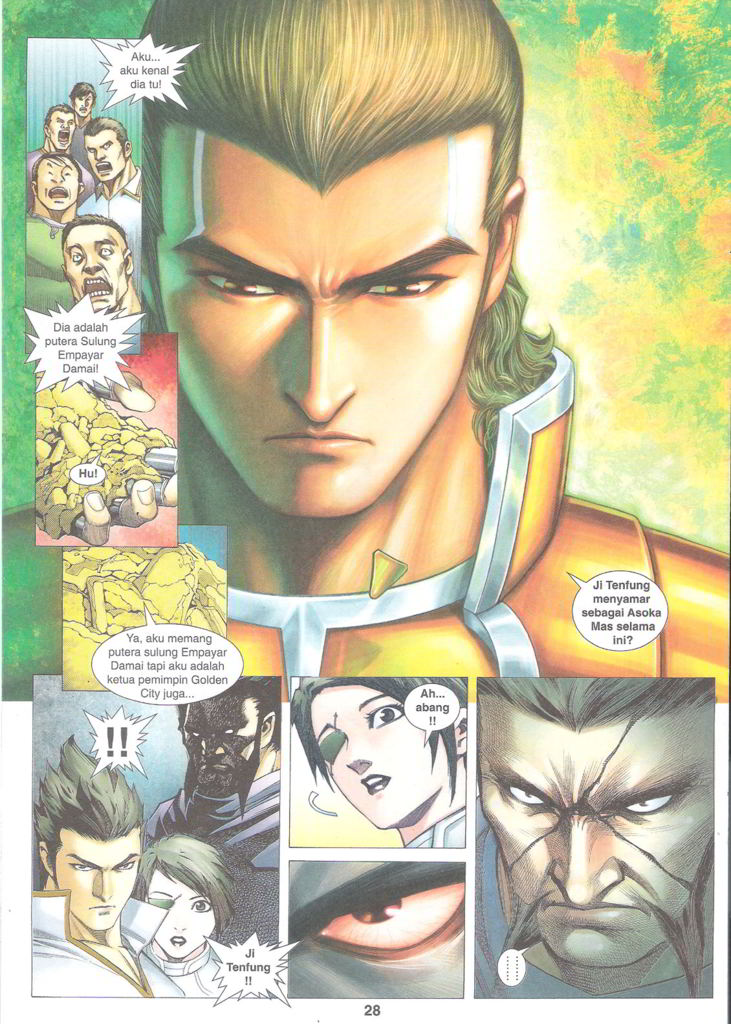 Aku...
aku kenal
dia tu!
Dia adalah
putera Sulung
Empayar
Damai!
Hu!
Ya, aku memang
putera sulung Empayar
Damai tapi aku adalah
ketua pemimpin Golden
City juga...
Ji Tenfung
menyamar
sebagai Asoka
Mas selama
ini?
!!
Ji
Tenfung
!!
Ah...
abang
!!
28